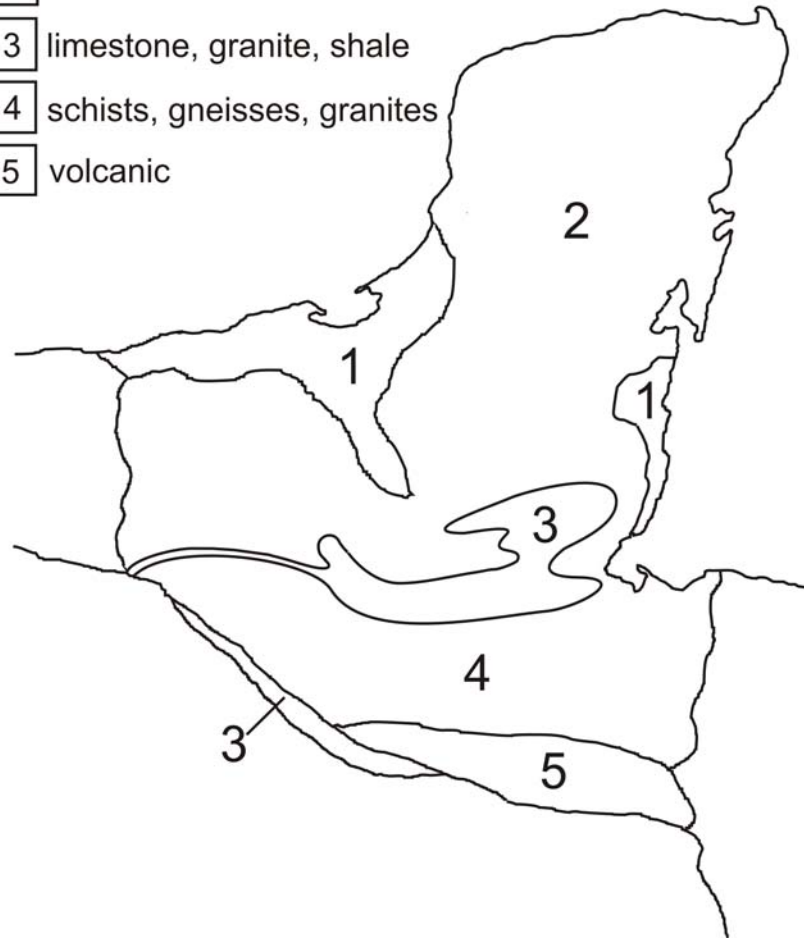 3 limestone, granite, shale
4 schists, gneisses, granites
5 volcanic
2
1
1
3
4
3
5